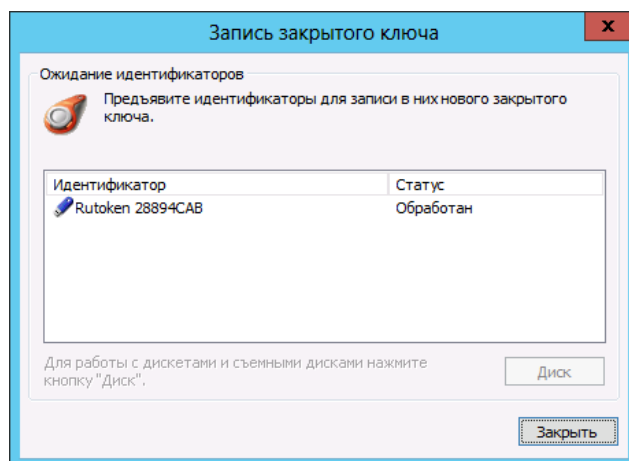 Запись закрытого ключа
x
Ожидание идентификаторов
Предъявите идентификаторы для записи в них нового закрытого
ключа.
Идентификатор Статус
Rutoken 28894CAB Обработан
Для работы с дискетами и съемными дисками нажмите
кнопку "Диск".
Диск
Закрыть